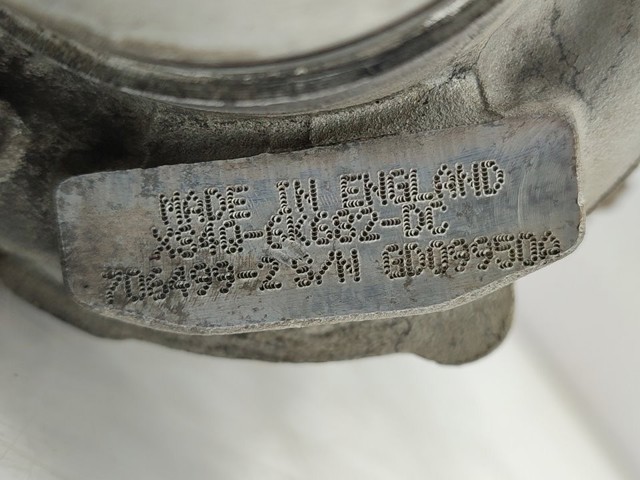 MADE IN ENGLAND
XS4Q-6K682-DC
706499-2 S/N